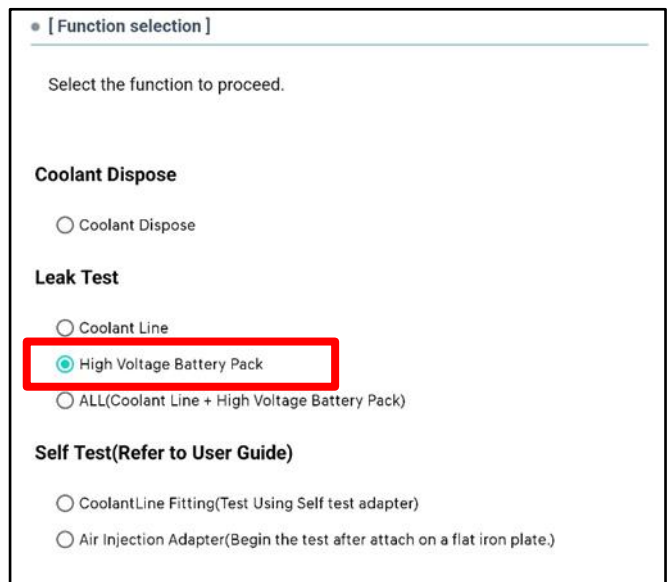 [ Function selection ]
Select the function to proceed.
Coolant Dispose
Coolant Dispose
Leak Test
Coolant Line
High Voltage Battery Pack
ALL(Coolant Line + High Voltage Battery Pack)
Self Test(Refer to User Guide)
CoolantLine Fitting(Test Using Self test adapter)
Air Injection Adapter(Begin the test after attach on a flat iron plate.)